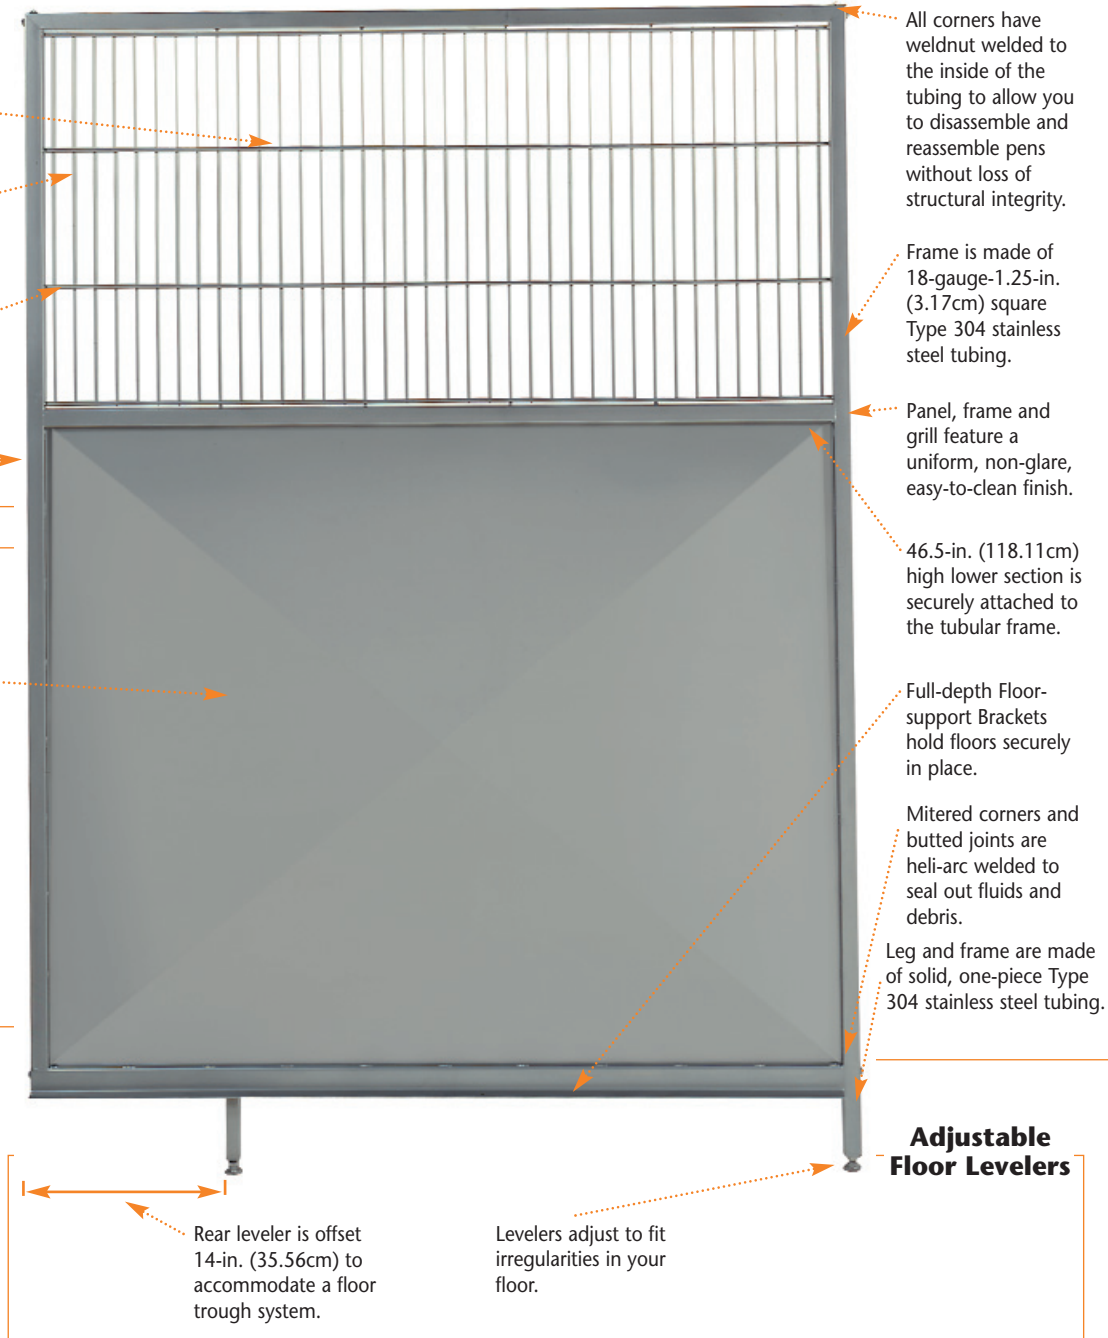 All corners have
weldnut welded to
the inside of the
tubing to allow you
to disassemble and
reassemble pens
without loss of
structural integrity.
Frame is made of
18-gauge-1.25-in.
(3.17cm) square
Type 304 stainless
steel tubing.
Panel, frame and
grill feature a
uniform, non-glare,
easy-to-clean finish.
46.5-in. (118.11cm)
high lower section is
securely attached to
the tubular frame.
Full-depth Floor-
support Brackets
hold floors securely
in place.
Mitered corners and
butted joints are
heli-arc welded to
seal out fluids and
debris.
Leg and frame are made
of solid, one-piece Type
304 stainless steel tubing.
Adjustable
Floor Levelers
Rear leveler is offset
14-in. (35.56cm) to
accommodate a floor
trough system.
Levelers adjust to fit
irregularities in your
floor.